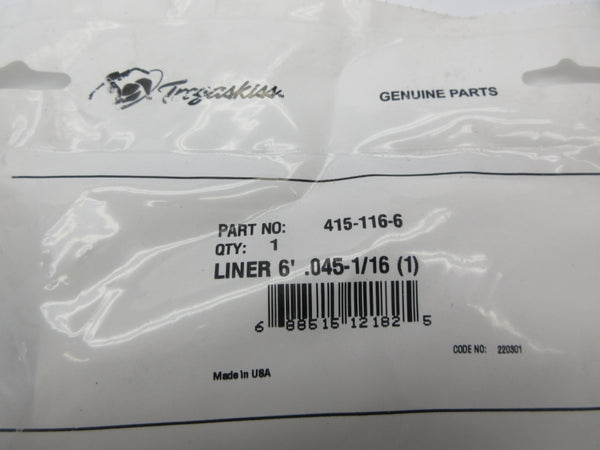 Tregaskiss
GENUINE PARTS
PART NO: 415-116-6
QTY: 1
LINER 6' .045-1/16 (1)
6 88515 12182 5
CODE NO: 220301
Made in USA